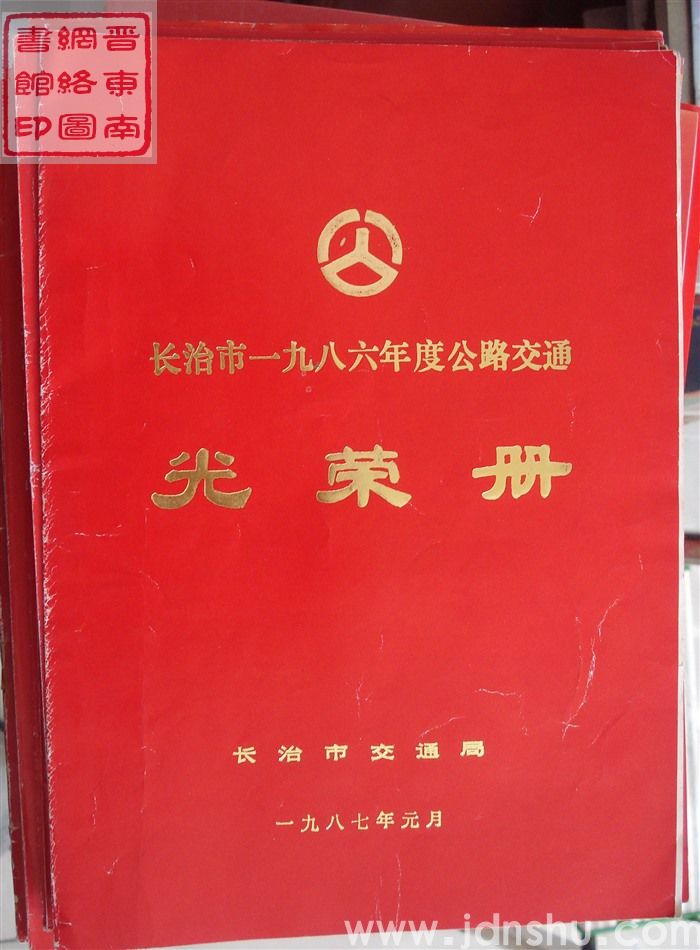 晋东南
網絡圖
書館印
长治市一九八六年度公路交通
光荣册
长治市交通局
一九八七年元月
www.jdnshu.com